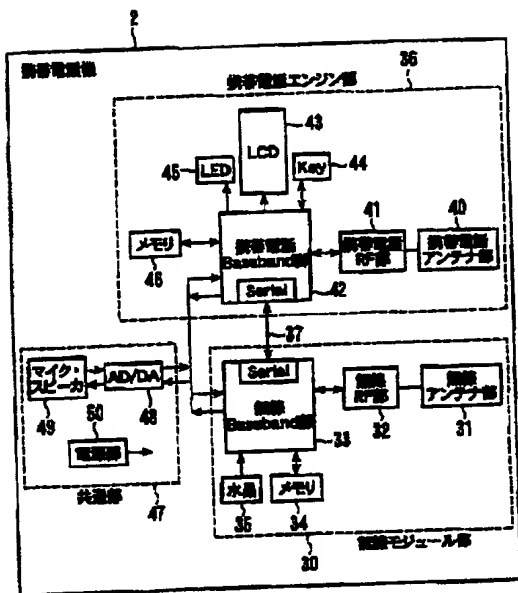 2
携帯電話機
携帯電話エンジン部
36
43
LCD
45
LED
Key
44
メモリ
46
携帯電話
Baseband部
42
Serial
41
携帯電話
RF部
40
携帯電話
アンテナ部
37
マイク・
スピーカ
49
AD/DA
48
50
電源部
共通部
47
Serial
無線
Baseband部
33
無線
RF部
32
無線
アンテナ部
31
水晶
35
メモリ
34
無線モジュール部
30